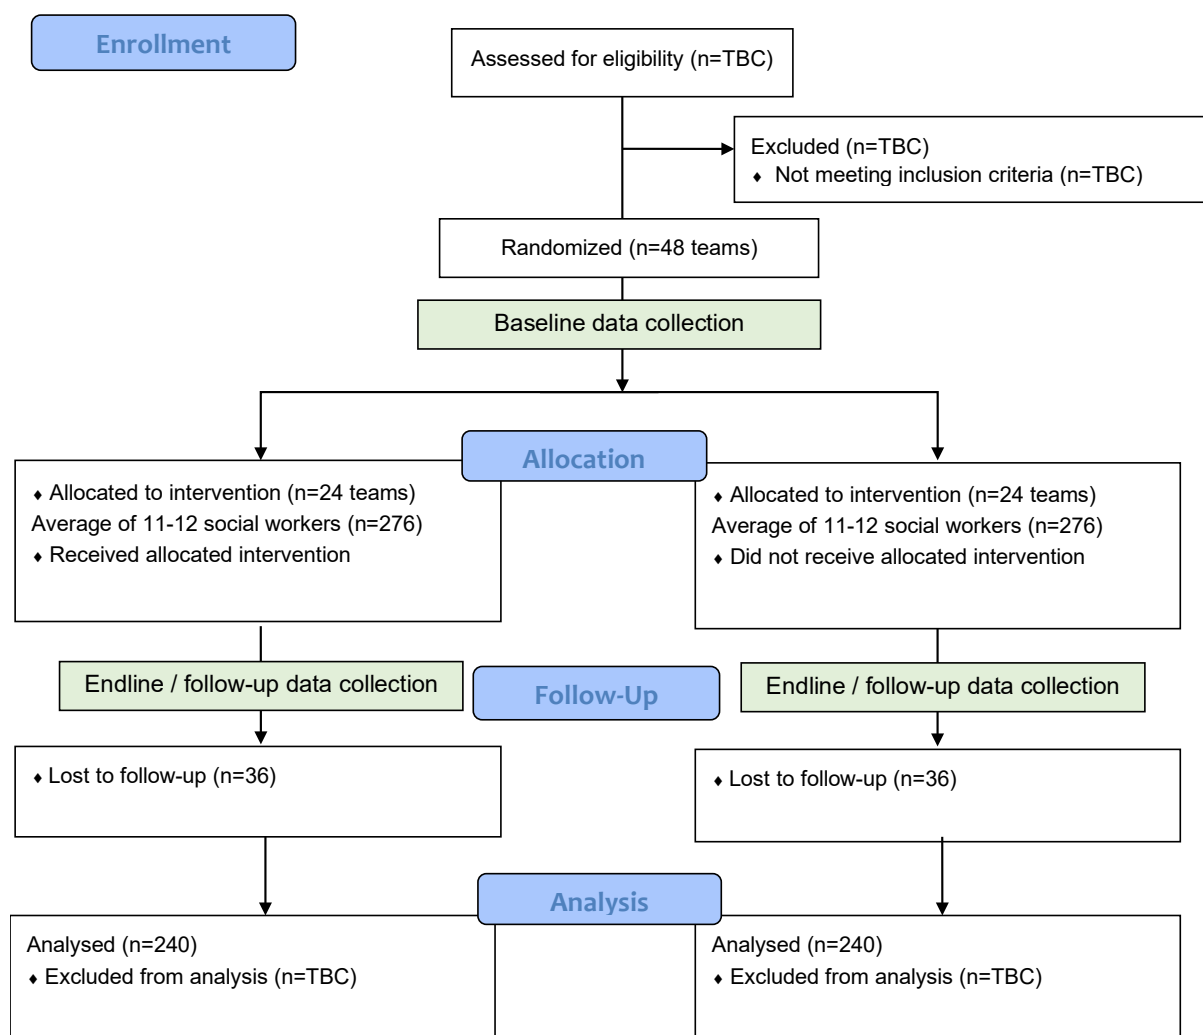 Enrollment
Assessed for eligibility (n=TBC)
Excluded (n=TBC)
♦ Not meeting inclusion criteria (n=TBC)
Randomized (n=48 teams)
Baseline data collection
Allocation
♦ Allocated to intervention (n=24 teams)
Average of 11-12 social workers (n=276)
♦ Received allocated intervention
♦ Allocated to intervention (n=24 teams)
Average of 11-12 social workers (n=276)
♦ Did not receive allocated intervention
Endline / follow-up data collection
Follow-Up
Endline / follow-up data collection
♦ Lost to follow-up (n=36)
♦ Lost to follow-up (n=36)
Analysis
Analysed (n=240)
♦ Excluded from analysis (n=TBC)
Analysed (n=240)
♦ Excluded from analysis (n=TBC)